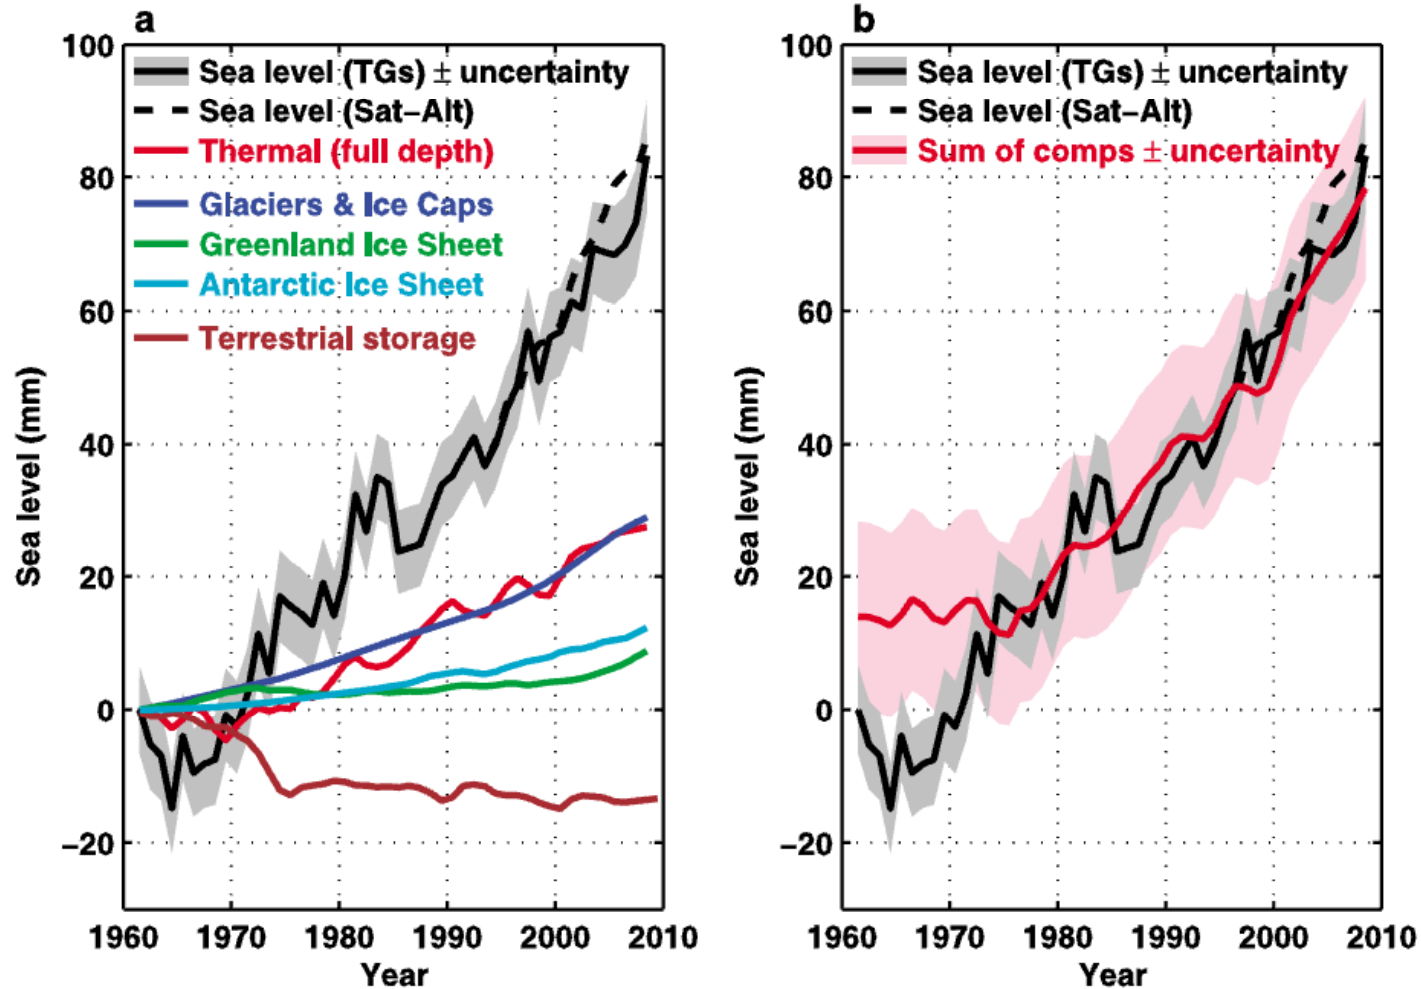 a
100
80
60
40
20
0
−20
Sea level (mm)
Sea level (TGs) ± uncertainty
Sea level (Sat−Alt)
Thermal (full depth)
Glaciers & Ice Caps
Greenland Ice Sheet
Antarctic Ice Sheet
Terrestrial storage
1960 1970 1980 1990 2000 2010
Year
b
100
80
60
40
20
0
−20
Sea level (mm)
Sea level (TGs) ± uncertainty
Sea level (Sat−Alt)
Sum of comps ± uncertainty
1960 1970 1980 1990 2000 2010
Year